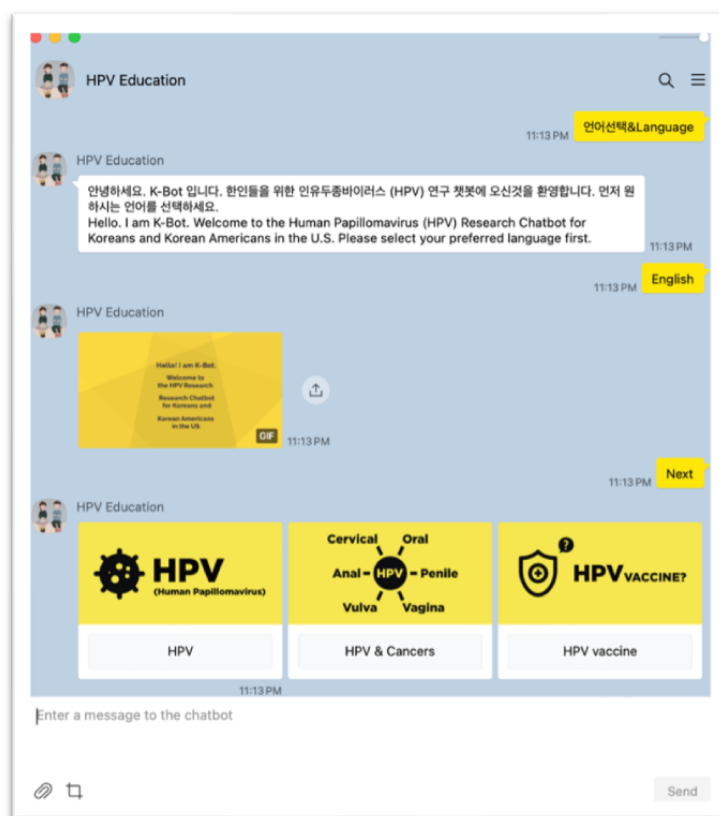 HPV Education
언어선택&Language
11:13 PM
HPV Education
안녕하세요. K-Bot 입니다. 한인들을 위한 인유두종바이러스 (HPV) 연구 챗봇에 오신것을 환영합니다. 먼저 원
하시는 언어를 선택하세요.
Hello. I am K-Bot. Welcome to the Human Papillomavirus (HPV) Research Chatbot for
Koreans and Korean Americans in the U.S. Please select your preferred language first.
11:13 PM
English
11:13 PM
HPV Education
Hello! I am K-Bot.
Welcome to
the HPV Research
Research Chatbot
for Koreans and
Korean Americans
in the US
GIF
11:13 PM
Next
11:13 PM
HPV Education
HPV
(Human Papillomavirus)
Cervical Oral
Anal - HPV - Penile
Vulva Vagina
? HPV VACCINE?
HPV
HPV & Cancers
HPV vaccine
11:13 PM
Enter a message to the chatbot
Send